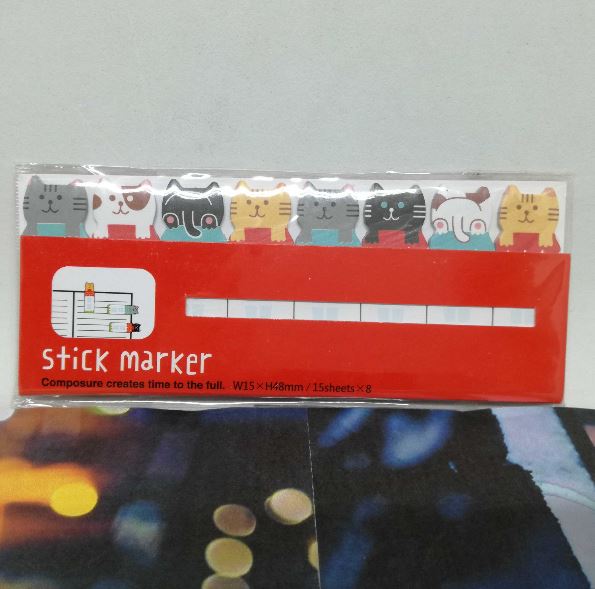 stick marker
Composure creates time to the full. W15×H48mm / 15sheets×8